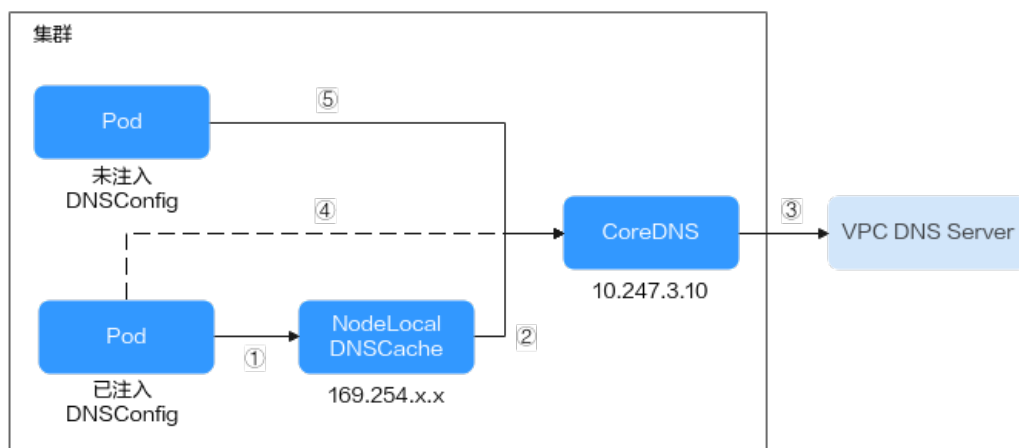 集群
Pod
⑤
未注入
DNSConfig
④
CoreDNS
③
VPC DNS Server
10.247.3.10
Pod
①
NodeLocal
DNSCache
②
已注入
DNSConfig
169.254.x.x